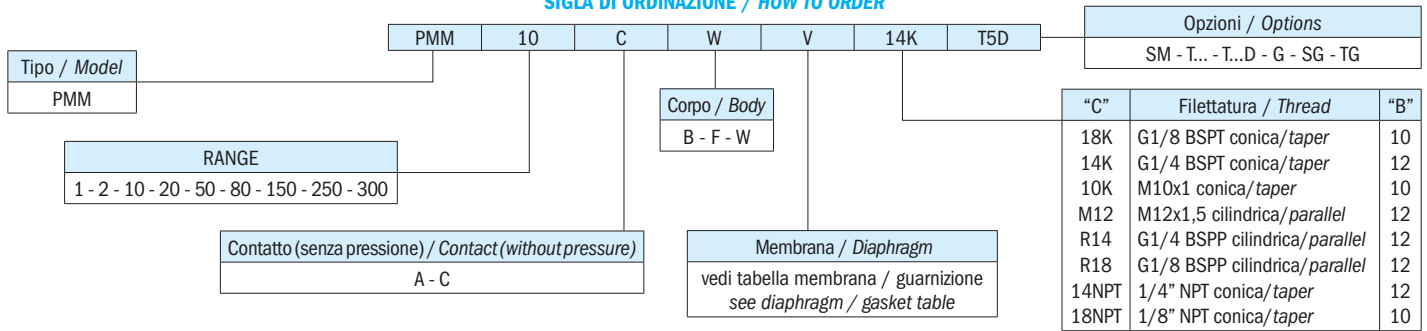 SIGLA DI ORDINAZIONE / HOW TO ORDER
PMM 10 C W V 14K T5D
Opzioni / Options
SM - T... - T...D - G - SG - TG
Tipo / Model
PMM
Corpo / Body
B - F - W
RANGE
1 - 2 - 10 - 20 - 50 - 80 - 150 - 250 - 300
Contatto (senza pressione) / Contact (without pressure)
A - C
Membrana / Diaphragm
vedi tabella membrana / guarnizione
see diaphragm / gasket table
“C” Filettatura / Thread “B”
18K G1/8 BSPT conica/taper 10
14K G1/4 BSPT conica/taper 12
10K M10x1 conica/taper 10
M12 M12x1,5 cilindrica/parallel 12
R14 G1/4 BSPP cilindrica/parallel 12
R18 G1/8 BSPP cilindrica/parallel 12
14NPT 1/4” NPT conica/taper 12
18NPT 1/8” NPT conica/taper 10